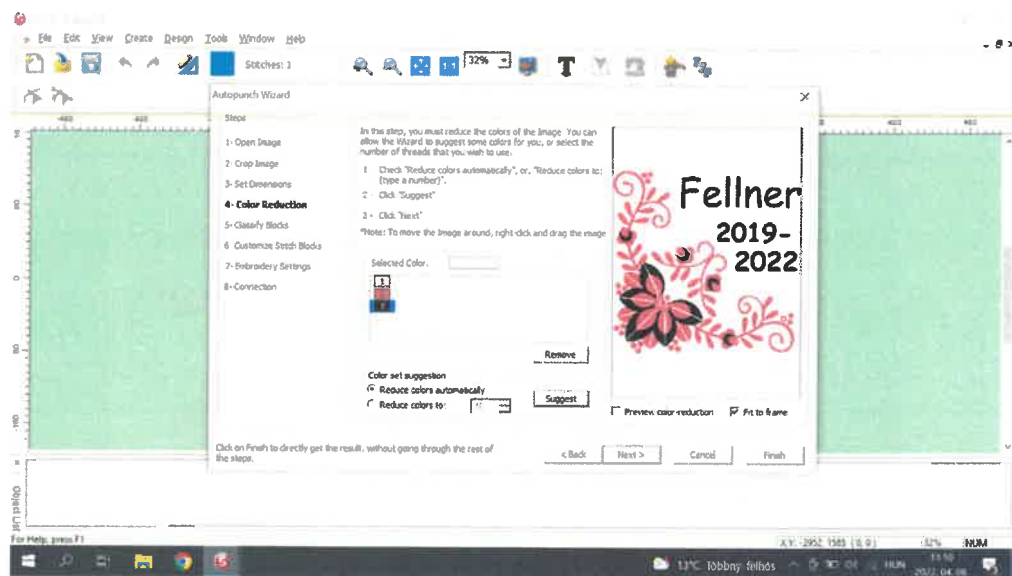 File Edit View Create Design Tools Window Help
Stitches: 1
32%
Autopunch Wizard
Steps
1- Open Image
2- Crop Image
3- Set Dimensions
4- Color Reduction
5- Classify Blocks
6- Customize Stitch Blocks
7- Embroidery Settings
8- Connection
In this step, you must reduce the colors of the Image. You can
allow the Wizard to suggest some colors for you, or select the
number of threads that you wish to use.
1 - Check "Reduce colors automatically", or, "Reduce colors to:
(type a number)".
2 - Click "Suggest"
3 - Click "Next"
*Note: To move the Image around, right-click and drag the image
Selected Color:
Remove
Color set suggestion
Reduce colors automatically
Reduce colors to:
Suggest
Fellner
2019-
2022
Preview color reduction
Fit to frame
Click on Finish to directly get the result, without going through the rest of
the steps.
< Back
Next >
Cancel
Finish
Object List
For Help, press F1
32%
NUM
13°C Többny felhős
HUN
11:50
2022. 04. 08.